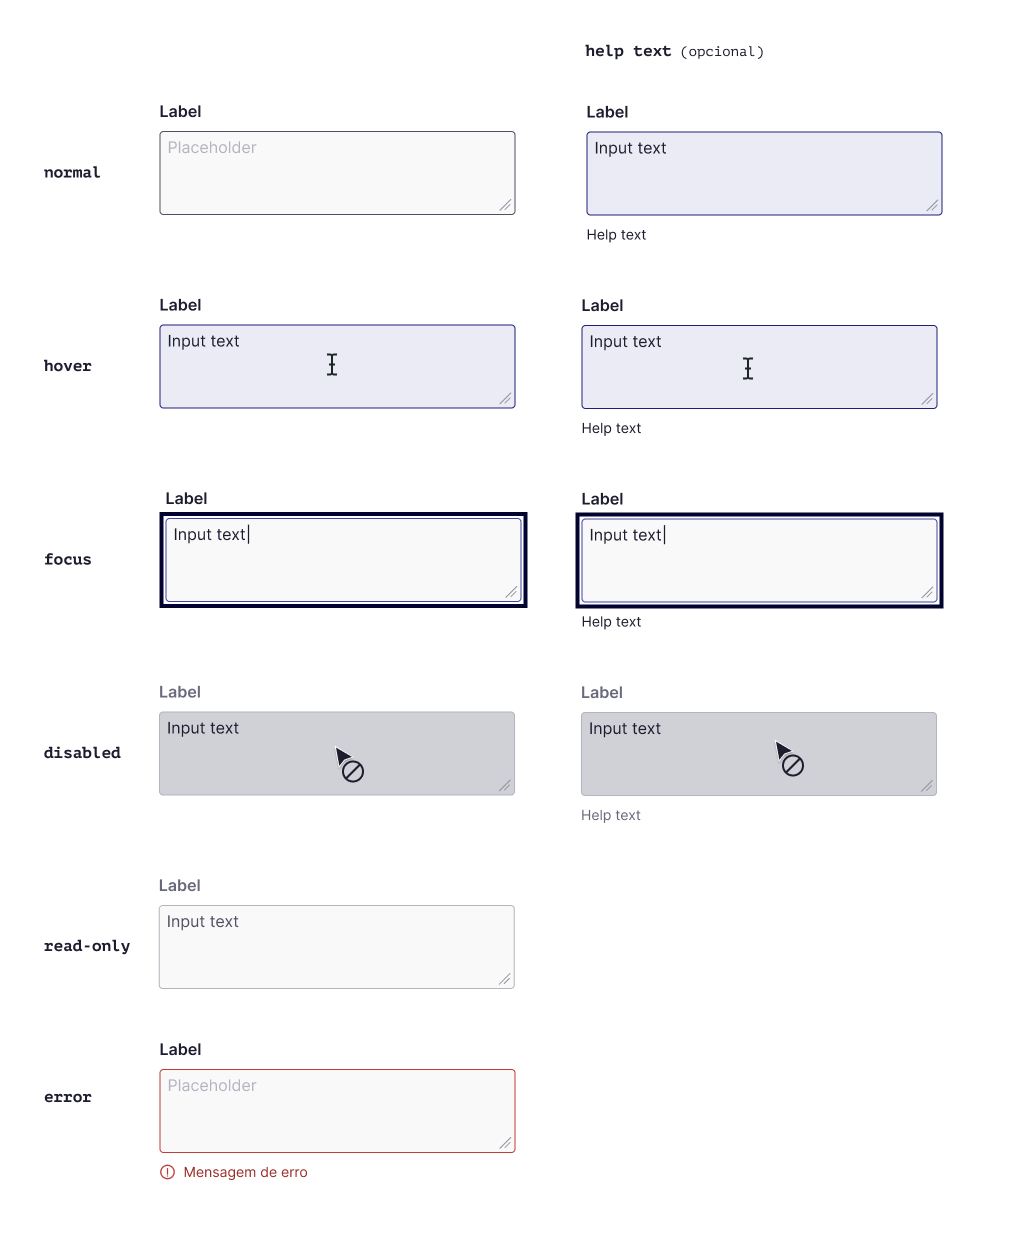 help text (opcional)
Label
Label
normal
Placeholder
Input text
Help text
Label
Label
hover
Input text
Input text
Help text
Label
Label
focus
Input text
Input text
Help text
Label
Label
disabled
Input text
Input text
Help text
Label
read-only
Input text
Label
error
Placeholder
Mensagem de erro